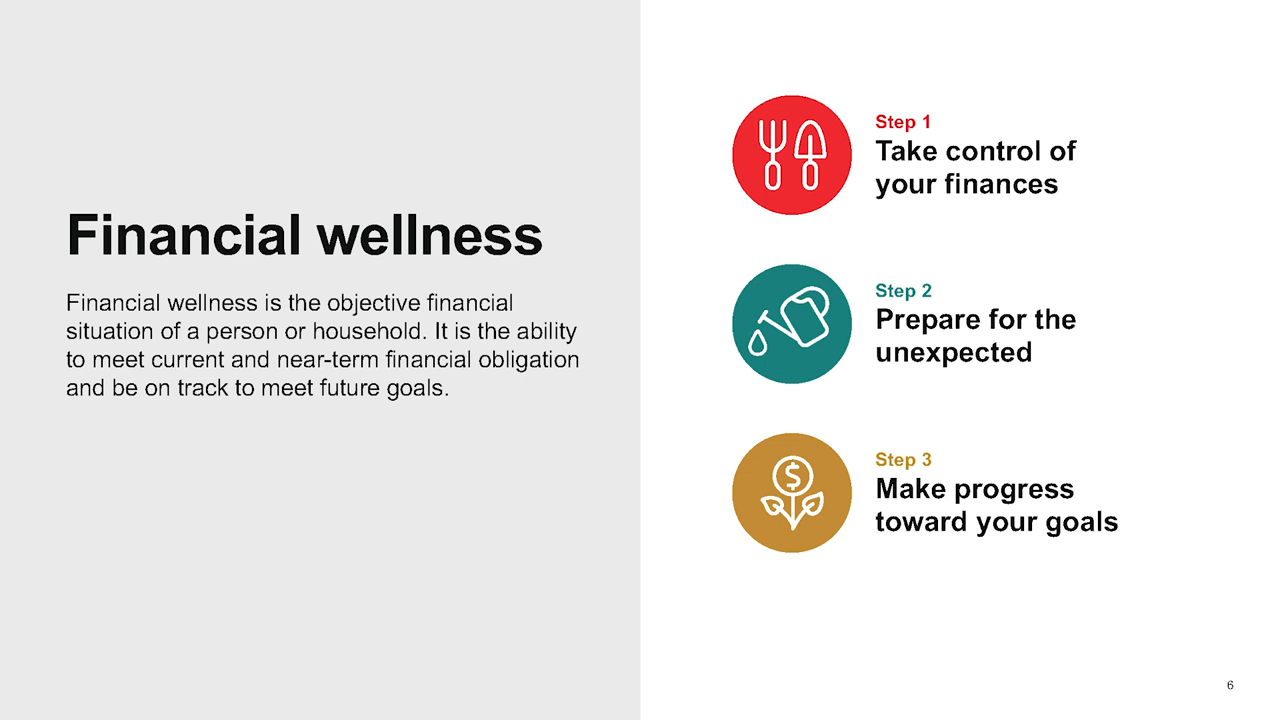 Financial wellness
Financial wellness is the objective financial
situation of a person or household. It is the ability
to meet current and near-term financial obligation
and be on track to meet future goals.
Step 1
Take control of
your finances
Step 2
Prepare for the
unexpected
$
Step 3
Make progress
toward your goals
6